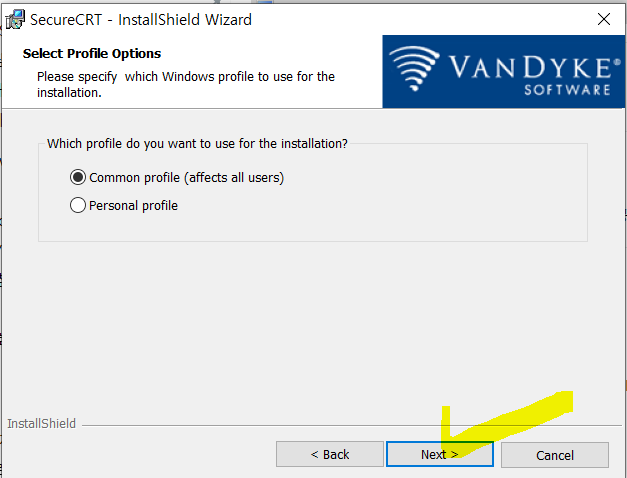 SecureCRT - InstallShield Wizard
Select Profile Options
Please specify which Windows profile to use for the
installation.
VANDYKE®
SOFTWARE
Which profile do you want to use for the installation?
Common profile (affects all users)
Personal profile
InstallShield
< Back
Next >
Cancel